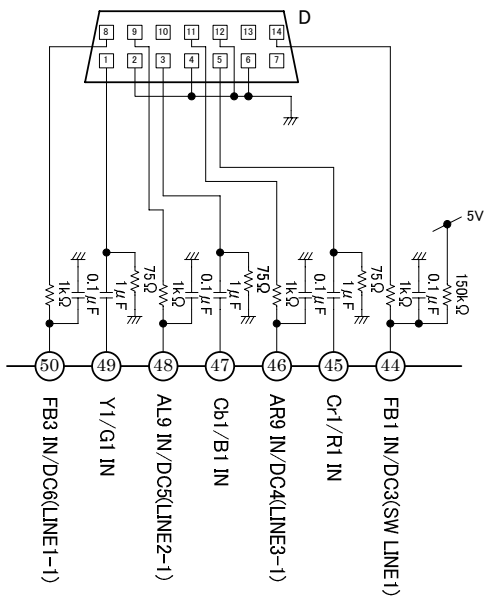 D
8 9 10 11 12 13 14
1 2 3 4 5 6 7
5V
1kΩ
0.1μF
1μF
75Ω
1kΩ
0.1μF
1μF
75Ω
1kΩ
0.1μF
1μF
75Ω
1kΩ
0.1μF
150kΩ
50 49 48 47 46 45 44
FB3 IN/DC6(LINE1-1)
Y1/G1 IN
AL9 IN/DC5(LINE2-1)
Cb1/B1 IN
AR9 IN/DC4(LINE3-1)
Cr1/R1 IN
FB1 IN/DC3(SW LINE1)